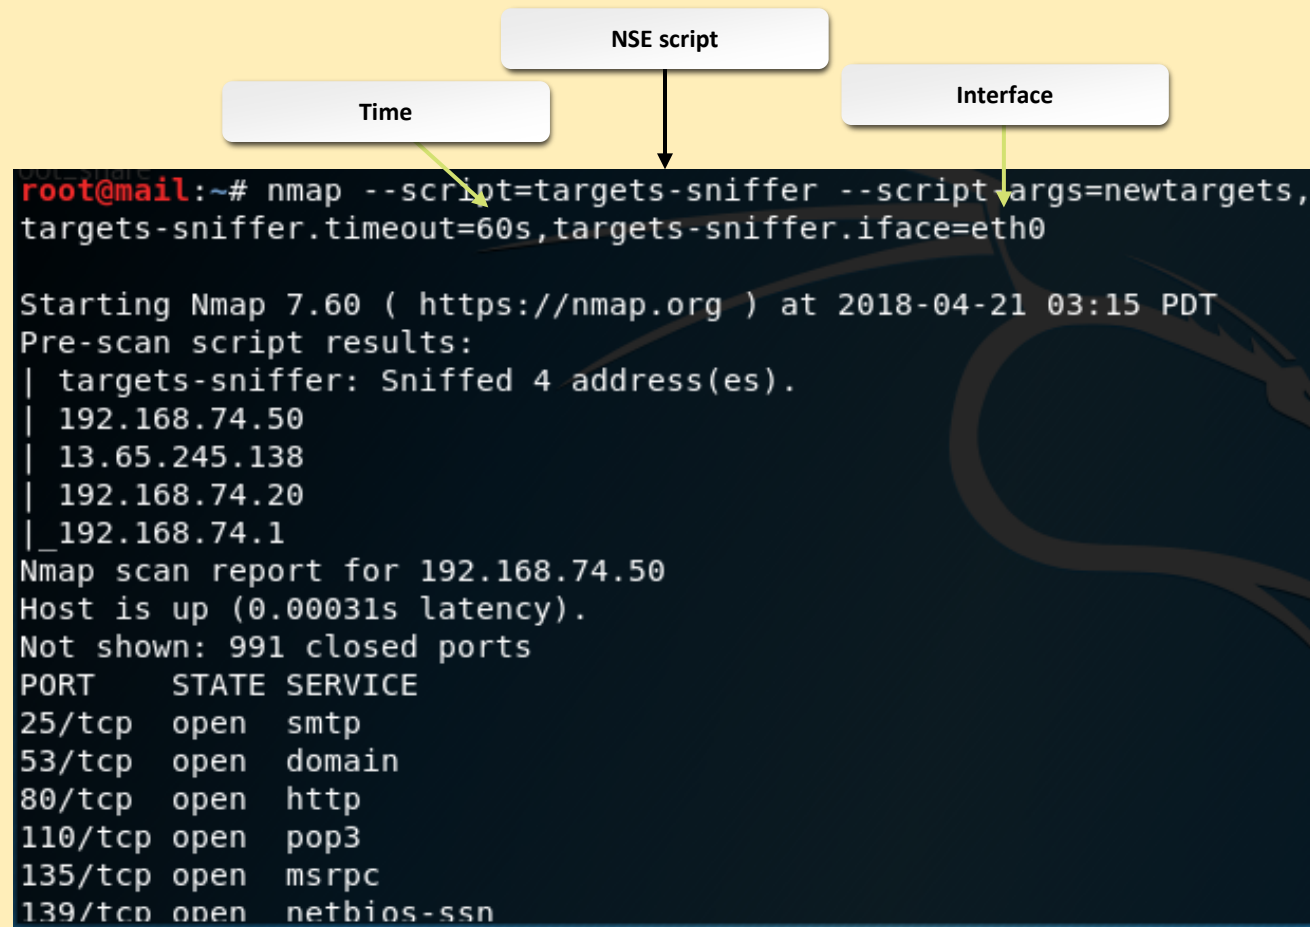 NSE script
Time
Interface
root@mail:~# nmap --script=targets-sniffer --script-args=newtargets,
targets-sniffer.timeout=60s,targets-sniffer.iface=eth0
Starting Nmap 7.60 ( https://nmap.org ) at 2018-04-21 03:15 PDT
Pre-scan script results:
| targets-sniffer: Sniffed 4 address(es).
| 192.168.74.50
| 13.65.245.138
| 192.168.74.20
|_192.168.74.1
Nmap scan report for 192.168.74.50
Host is up (0.00031s latency).
Not shown: 991 closed ports
PORT STATE SERVICE
25/tcp open smtp
53/tcp open domain
80/tcp open http
110/tcp open pop3
135/tcp open msrpc
139/tcp open netbios-ssn